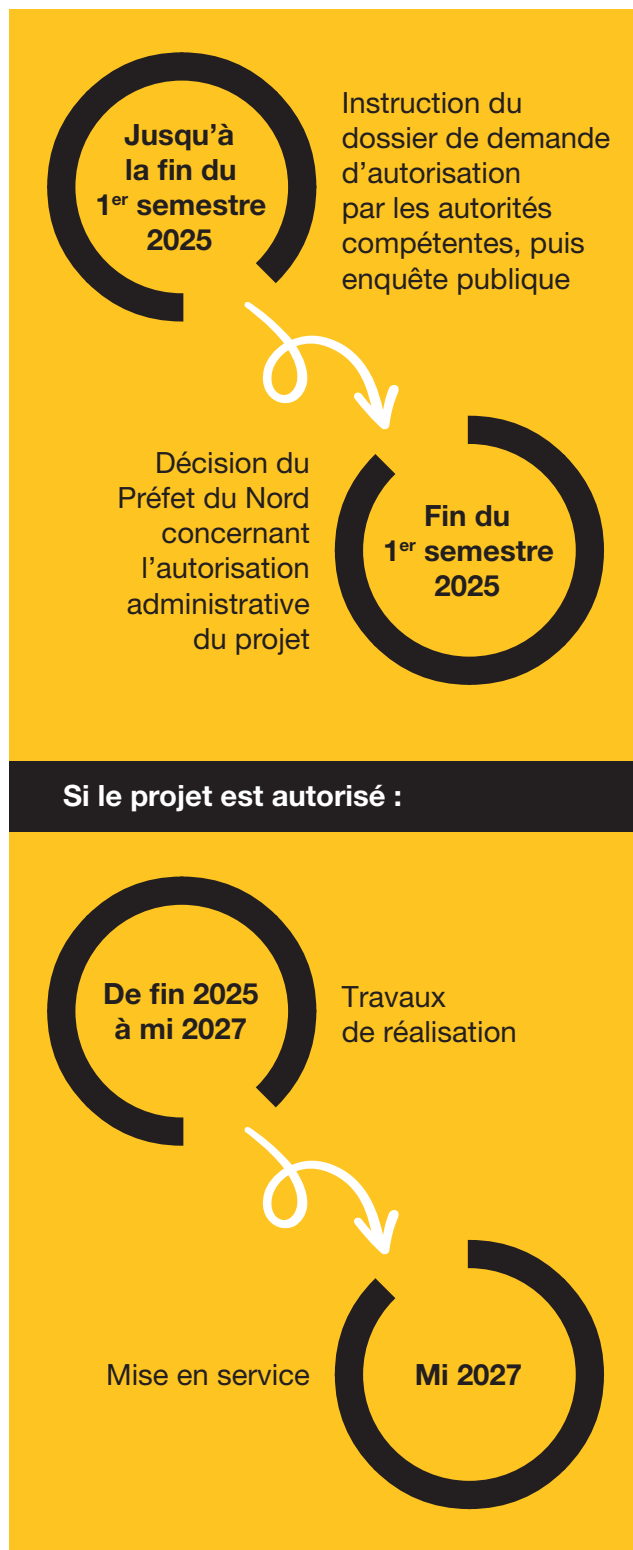 Jusqu'à
la fin du
1er semestre
2025
Instruction du
dossier de demande
d'autorisation
par les autorités
compétentes, puis
enquête publique
Décision du
Préfet du Nord
concernant
l'autorisation
administrative
du projet
Fin du
1er semestre
2025
Si le projet est autorisé :
De fin 2025
à mi 2027
Travaux
de réalisation
Mise en service
Mi 2027